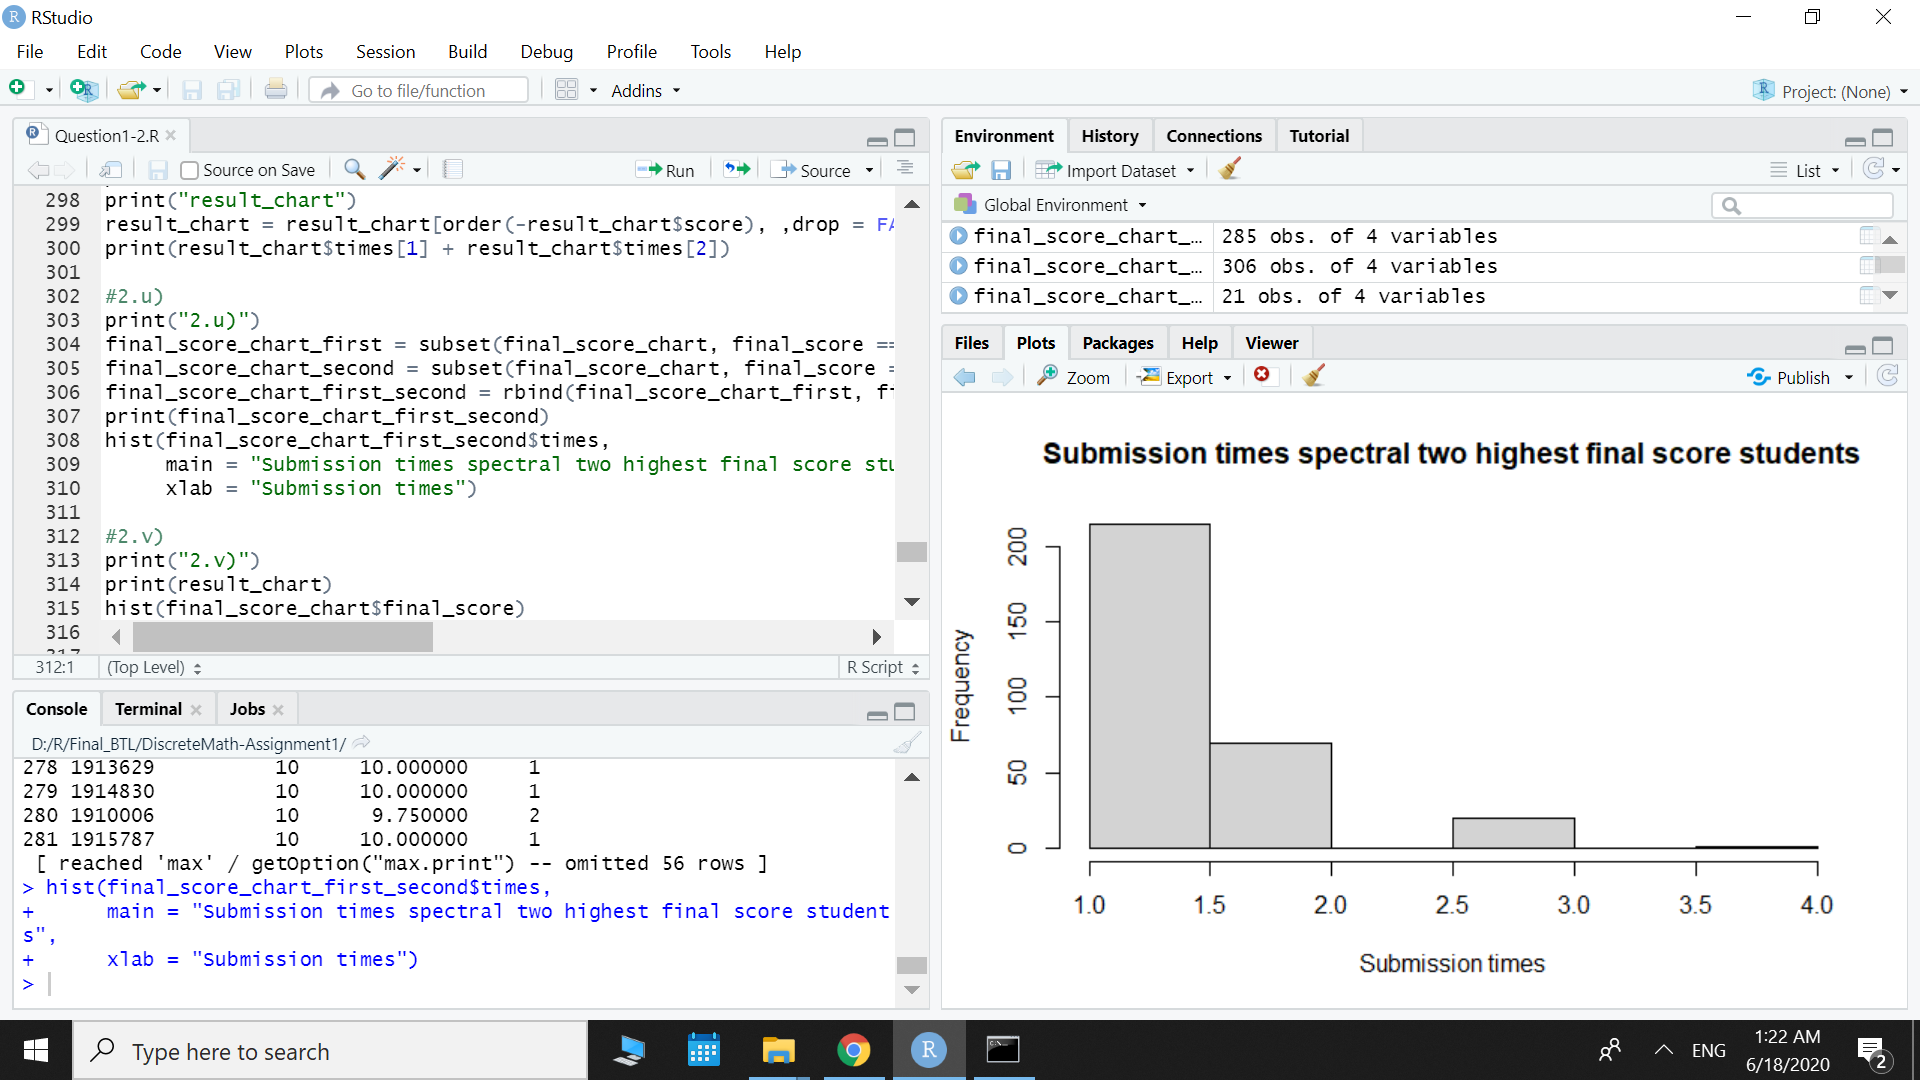 RStudio
File Edit Code View Plots Session Build Debug Profile Tools Help
Go to file/function Addins Project: (None)
Question1-2.R
Source on Save Run Source
298 print("result_chart")
299 result_chart = result_chart[order(-result_chart$score), ,drop = FA
300 print(result_chart$times[1] + result_chart$times[2])
301
302 #2.u)
303 print("2.u)")
304 final_score_chart_first = subset(final_score_chart, final_score ==
305 final_score_chart_second = subset(final_score_chart, final_score =
306 final_score_chart_first_second = rbind(final_score_chart_first, fi
307 print(final_score_chart_first_second)
308 hist(final_score_chart_first_second$times,
309 main = "Submission times spectral two highest final score stu
310 xlab = "Submission times")
311
312 #2.v)
313 print("2.v)")
314 print(result_chart)
315 hist(final_score_chart$final_score)
316
312:1 (Top Level) R Script
Console Terminal Jobs
D:/R/Final_BTL/DiscreteMath-Assignment1/
278 1913629 10 10.000000 1
279 1914830 10 10.000000 1
280 1910006 10 9.750000 2
281 1915787 10 10.000000 1
[ reached 'max' / getOption("max.print") -- omitted 56 rows ]
> hist(final_score_chart_first_second$times,
+ main = "Submission times spectral two highest final score student
s",
+ xlab = "Submission times")
>
Environment History Connections Tutorial
Import Dataset List
Global Environment
final_score_chart_… 285 obs. of 4 variables
final_score_chart_… 306 obs. of 4 variables
final_score_chart_… 21 obs. of 4 variables
Files Plots Packages Help Viewer
Zoom Export Publish
Submission times spectral two highest final score students
Frequency
200
150
100
50
0
1.0 1.5 2.0 2.5 3.0 3.5 4.0
Submission times
Type here to search
ENG
1:22 AM
6/18/2020
2